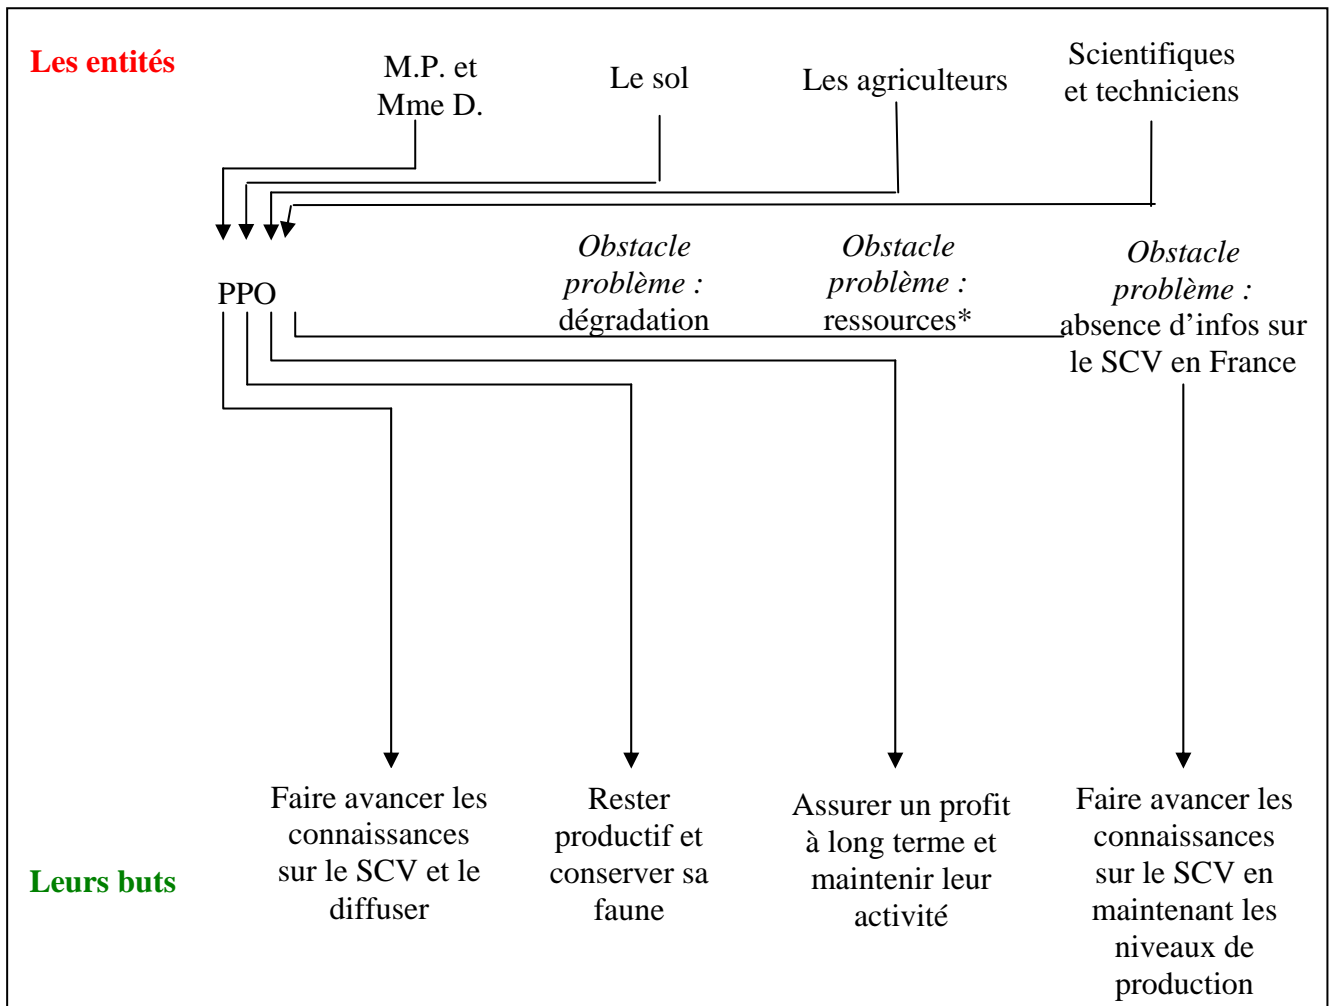 Les entités
M.P. et
Mme D.
Le sol
Les agriculteurs
Scientifiques
et techniciens
PPO
Obstacle
problème :
dégradation
Obstacle
problème :
ressources*
Obstacle
problème :
absence d’infos sur
le SCV en France
Leurs buts
Faire avancer les
connaissances
sur le SCV et le
diffuser
Rester
productif et
conserver sa
faune
Assurer un profit
à long terme et
maintenir leur
activité
Faire avancer les
connaissances
sur le SCV en
maintenant les
niveaux de
production